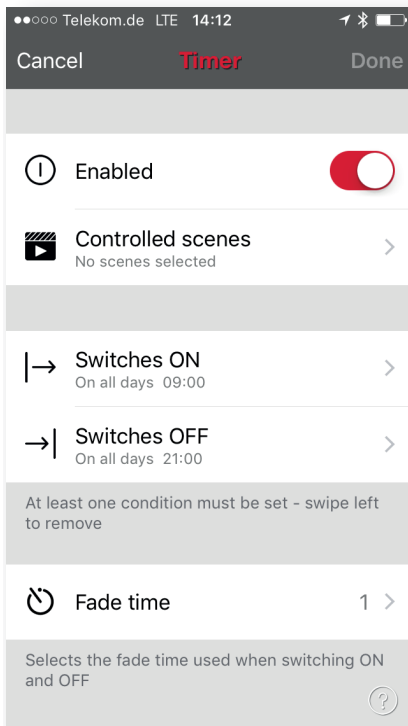 Telekom.de LTE 14:12
Cancel Timer Done
Enabled
Controlled scenes
No scenes selected
Switches ON
On all days 09:00
Switches OFF
On all days 21:00
At least one condition must be set - swipe left
to remove
Fade time 1
Selects the fade time used when switching ON
and OFF
?